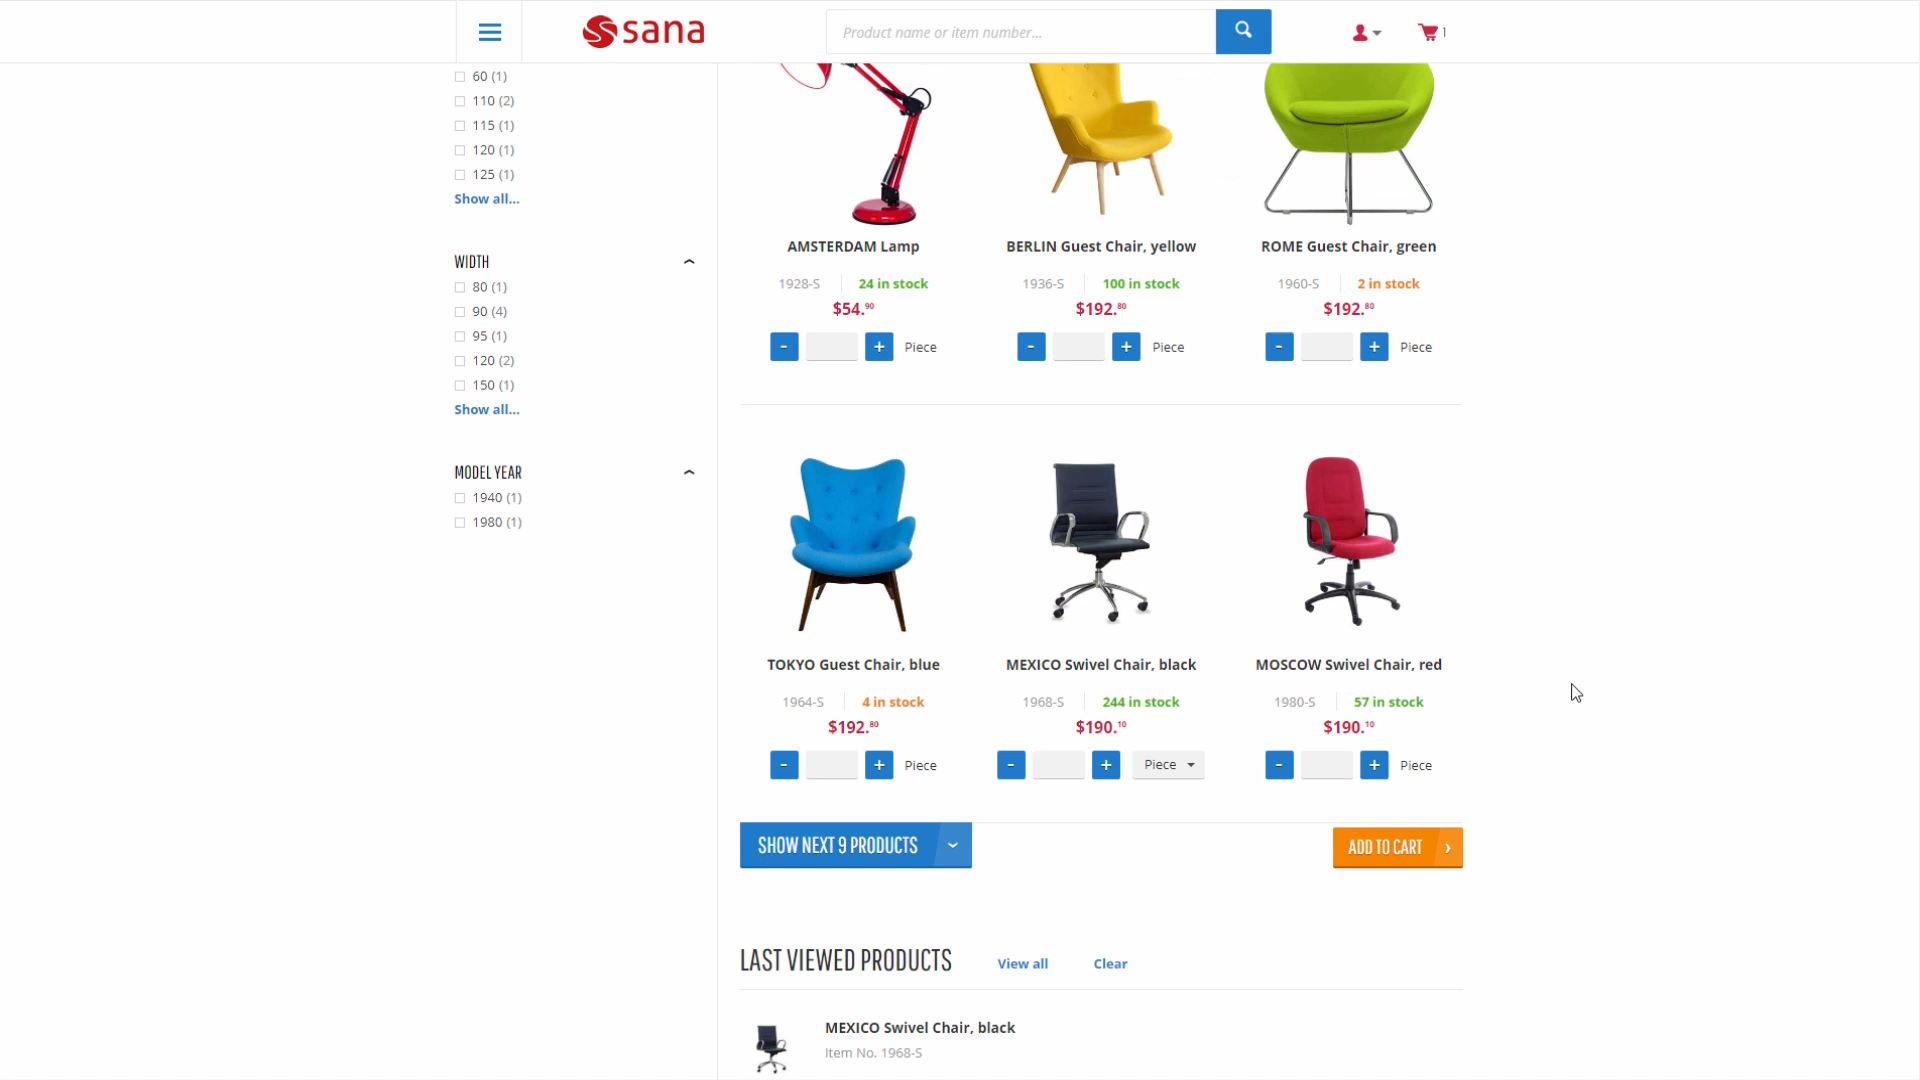 sana
Product name or item number...
1
60 (1)
110 (2)
115 (1)
120 (1)
125 (1)
Show all...
WIDTH
80 (1)
90 (4)
95 (1)
120 (2)
150 (1)
Show all...
MODEL YEAR
1940 (1)
1980 (1)
AMSTERDAM Lamp
1928-S
24 in stock
$54.90
- + Piece
BERLIN Guest Chair, yellow
1936-S
100 in stock
$192.80
- + Piece
ROME Guest Chair, green
1960-S
2 in stock
$192.80
- + Piece
TOKYO Guest Chair, blue
1964-S
4 in stock
$192.80
- + Piece
MEXICO Swivel Chair, black
1968-S
244 in stock
$190.10
- + Piece
MOSCOW Swivel Chair, red
1980-S
57 in stock
$190.10
- + Piece
SHOW NEXT 9 PRODUCTS
ADD TO CART
LAST VIEWED PRODUCTS
View all
Clear
MEXICO Swivel Chair, black
Item No. 1968-S